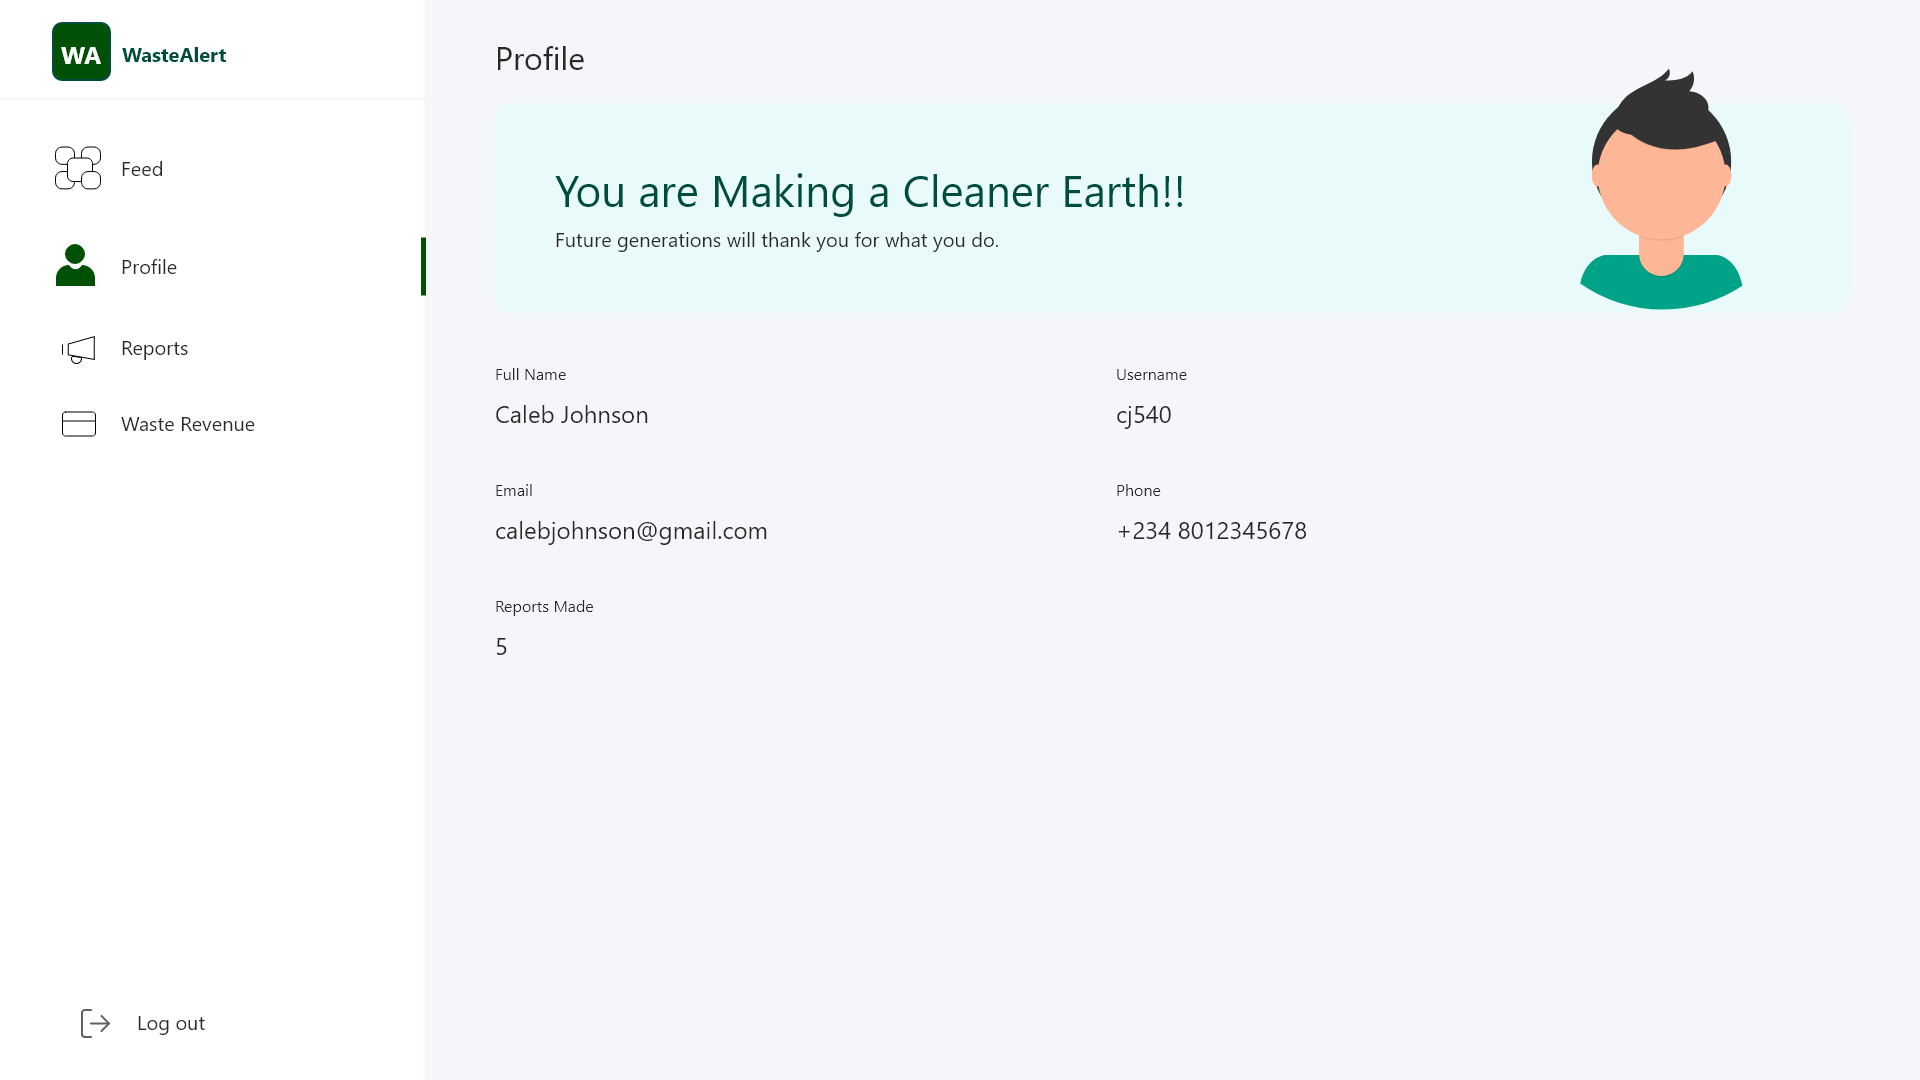 WA WasteAlert
Feed
Profile
Reports
Waste Revenue
Log out
Profile
You are Making a Cleaner Earth!!
Future generations will thank you for what you do.
Full Name
Caleb Johnson
Username
cj540
Email
calebjohnson@gmail.com
Phone
+234 8012345678
Reports Made
5